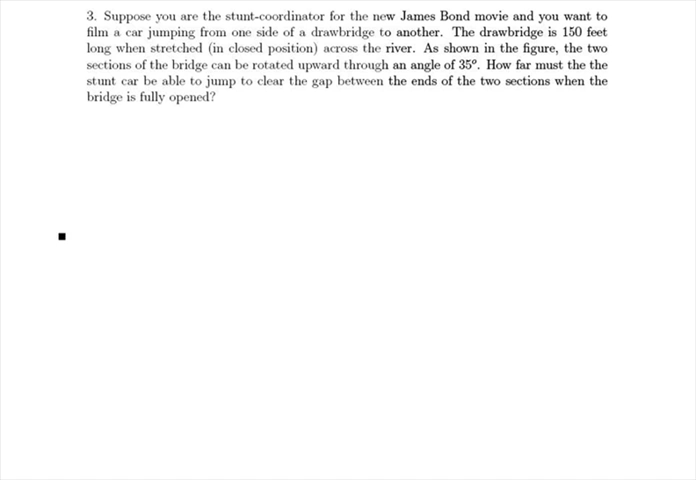 3. Suppose you are the stunt-coordinator for the new James Bond movie and you want to
film a car jumping from one side of a drawbridge to another. The drawbridge is 150 feet
long when stretched (in closed position) across the river. As shown in the figure, the two
sections of the bridge can be rotated upward through an angle of 35º. How far must the the
stunt car be able to jump to clear the gap between the ends of the two sections when the
bridge is fully opened?